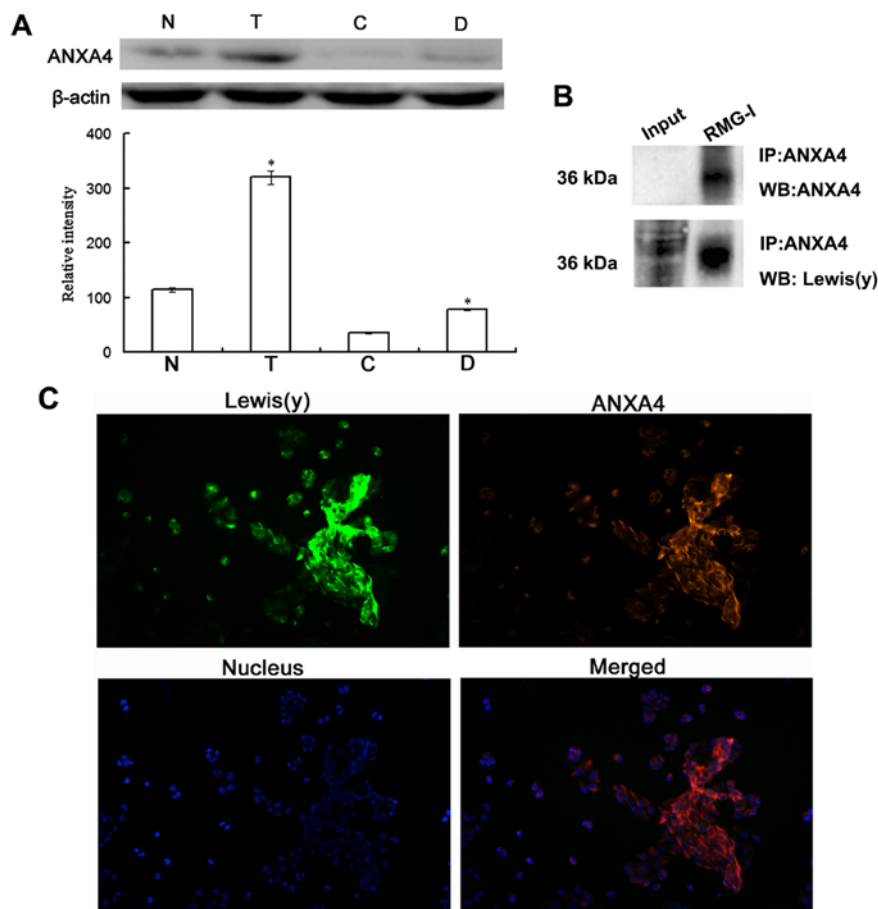 A
N T C D
ANXA4
β-actin
Relative intensity
400
300
200
100
0
*
*
N T C D
B
Input RMG-I
36 kDa
IP:ANXA4
WB:ANXA4
36 kDa
IP:ANXA4
WB: Lewis(y)
C
Lewis(y) ANXA4
Nucleus Merged